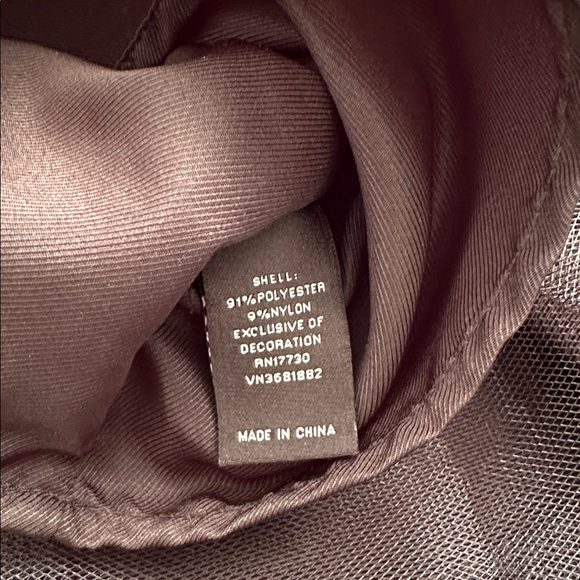 SHELL:
91%POLYESTER
9%NYLON
EXCLUSIVE OF
DECORATION
RN17730
VN3681882
MADE IN CHINA